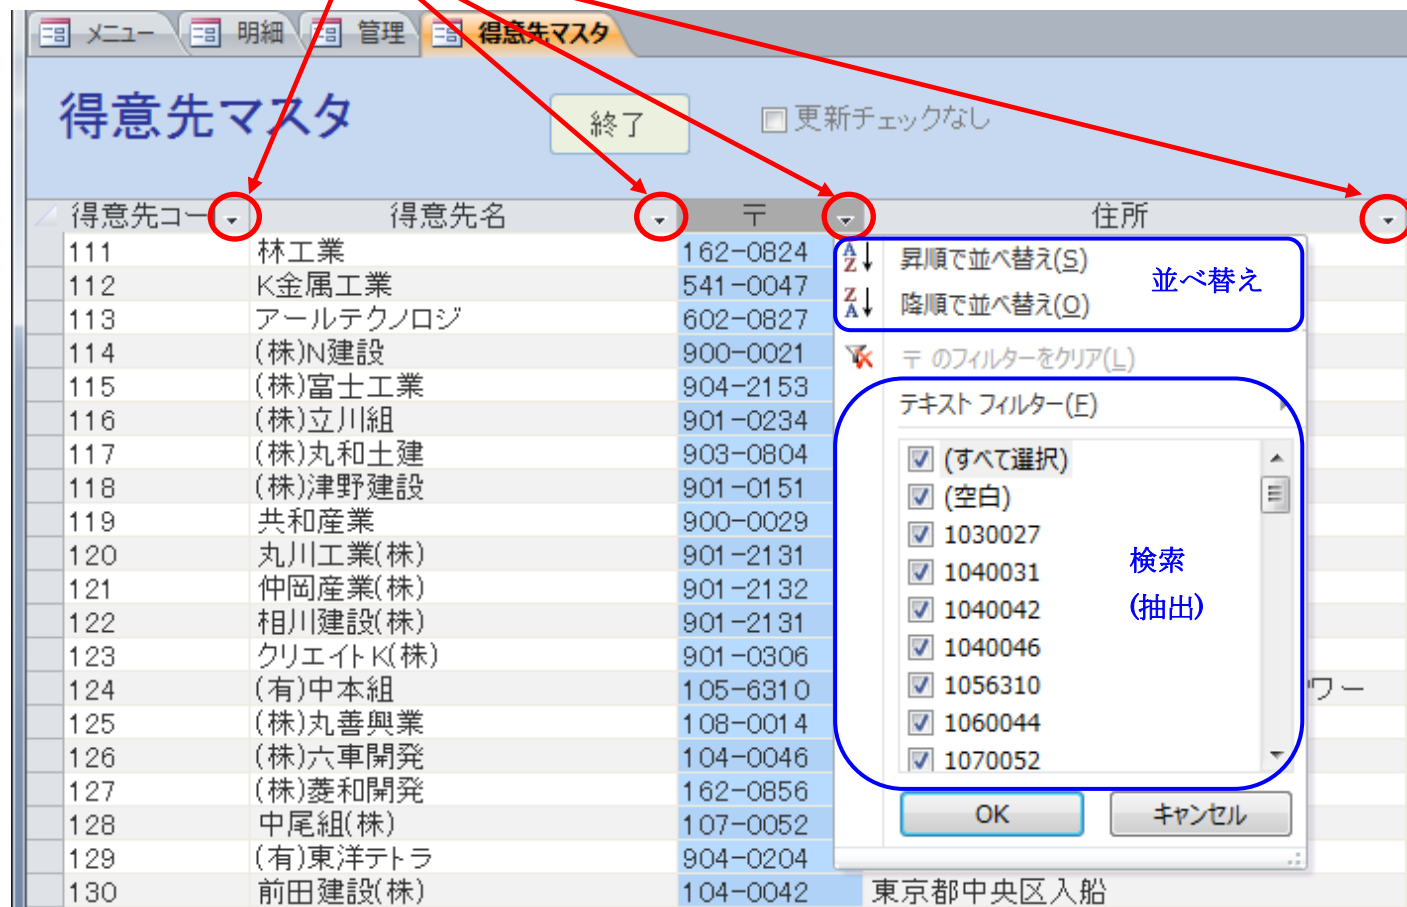 メニュー 明細 管理 得意先マスタ
得意先マスタ 終了 更新チェックなし
得意先コー 得意先名 〒 住所
111 林工業 162-0824
112 K金属工業 541-0047
113 アールテクノロジ 602-0827
114 (株)N建設 900-0021
115 (株)富士工業 904-2153
116 (株)立川組 901-0234
117 (株)丸和土建 903-0804
118 (株)津野建設 901-0151
119 共和産業 900-0029
120 丸川工業(株) 901-2131
121 仲岡産業(株) 901-2132
122 相川建設(株) 901-2131
123 クリエイトK(株) 901-0306
124 (有)中本組 105-6310 ワー
125 (株)丸善興業 108-0014
126 (株)六車開発 104-0046
127 (株)菱和開発 162-0856
128 中尾組(株) 107-0052
129 (有)東洋テトラ 904-0204
130 前田建設(株) 104-0042 東京都中央区入船
昇順で並べ替え(S)
降順で並べ替え(O)
並べ替え
〒 のフィルターをクリア(L)
テキスト フィルター(F)
(すべて選択)
(空白)
1030027
1040031
1040042
1040046
1056310
1060044
1070052
検索
(抽出)
OK キャンセル